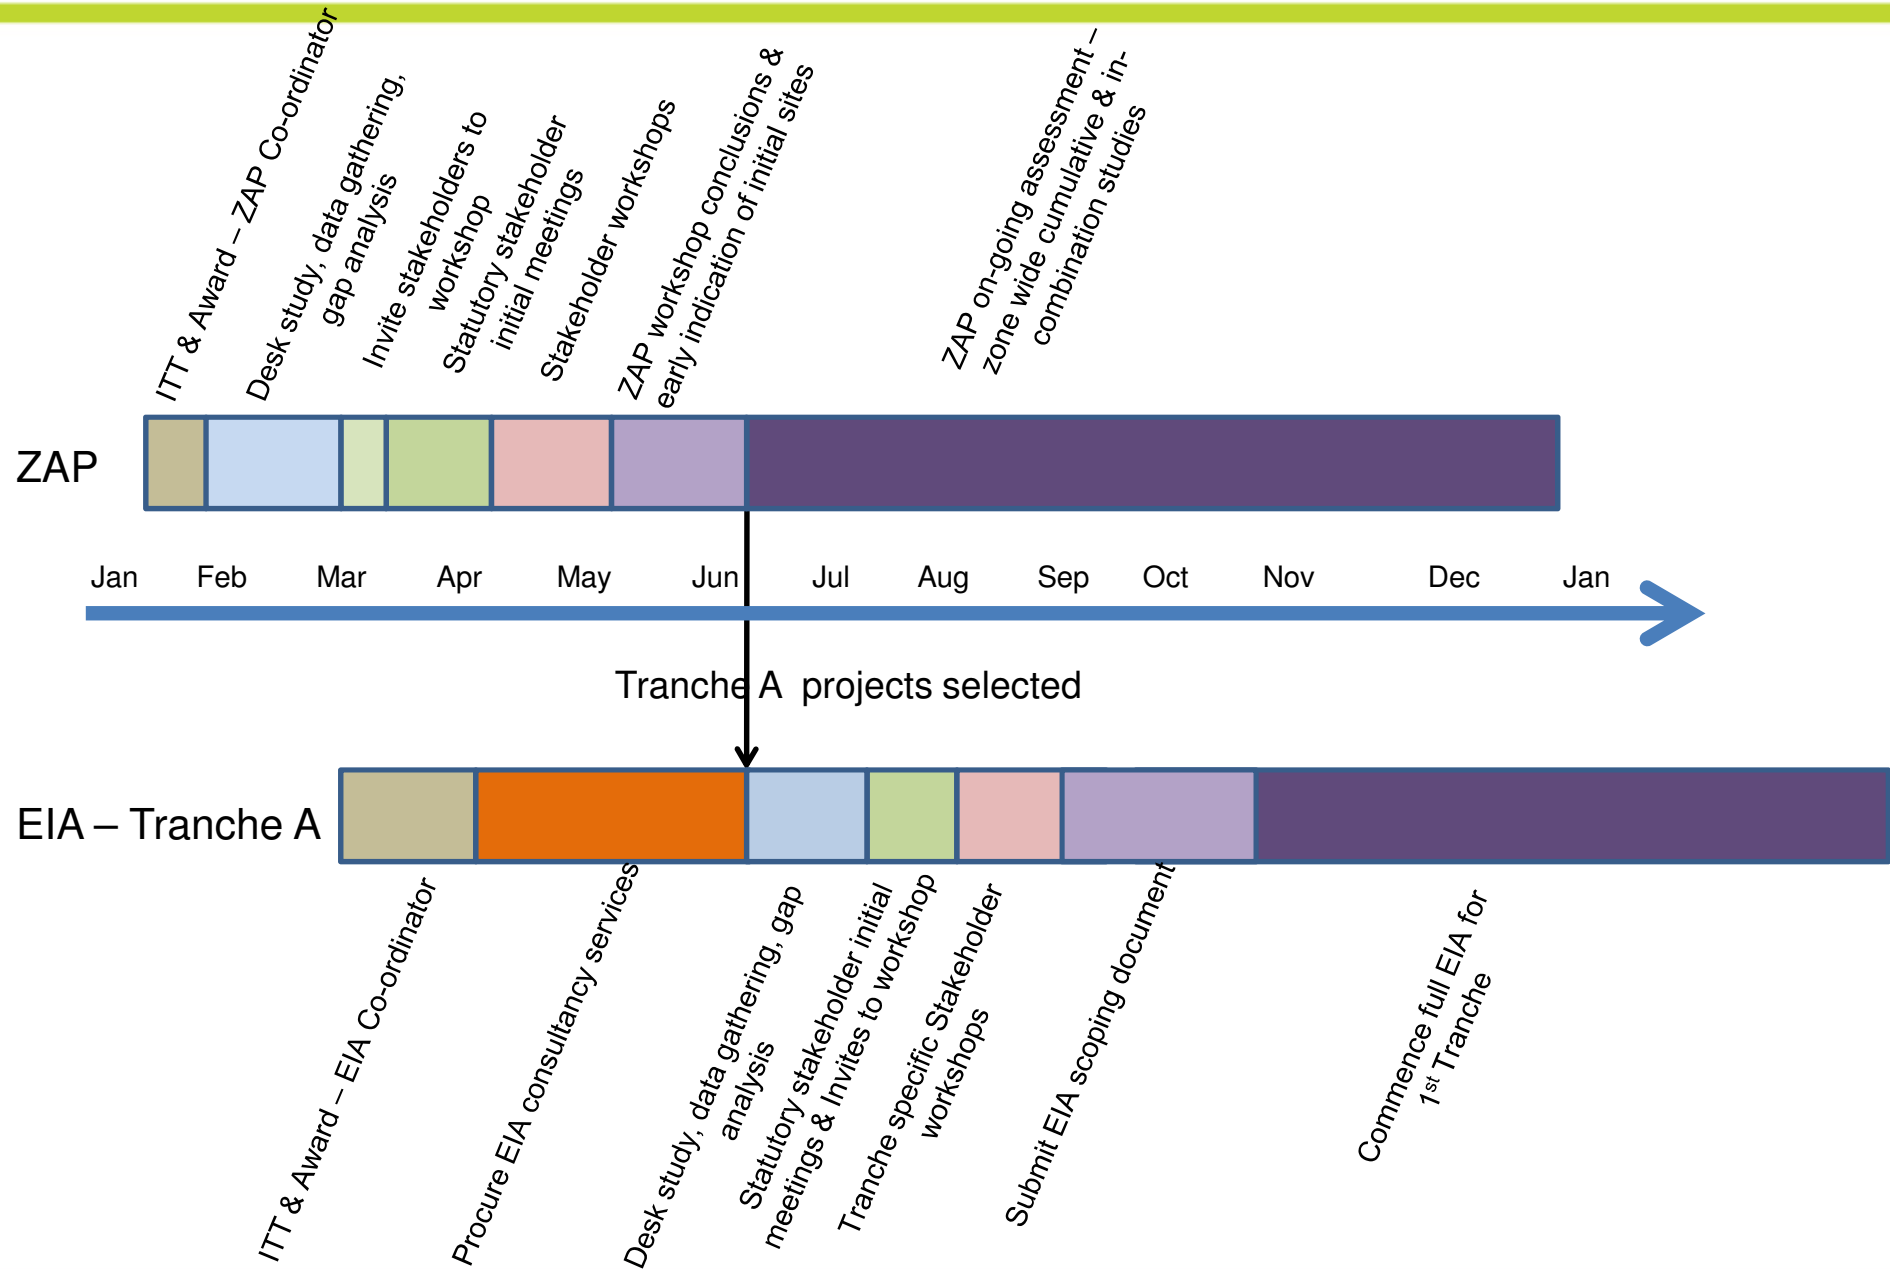 ITT & Award – ZAP Co-ordinator
Desk study, data gathering,
gap analysis
Invite stakeholders to
workshop
Statutory stakeholder
initial meetings
Stakeholder workshops
ZAP workshop conclusions &
early indication of initial sites
ZAP on-going assessment –
zone wide cumulative & in-
combination studies
ZAP
Jan Feb Mar Apr May Jun Jul Aug Sep Oct Nov Dec Jan
Tranche A projects selected
EIA – Tranche A
ITT & Award – EIA Co-ordinator
Procure EIA consultancy services
Desk study, data gathering, gap
analysis
Statutory stakeholder initial
meetings & Invites to workshop
Tranche specific Stakeholder
workshops
Submit EIA scoping document
Commence full EIA for
1st Tranche